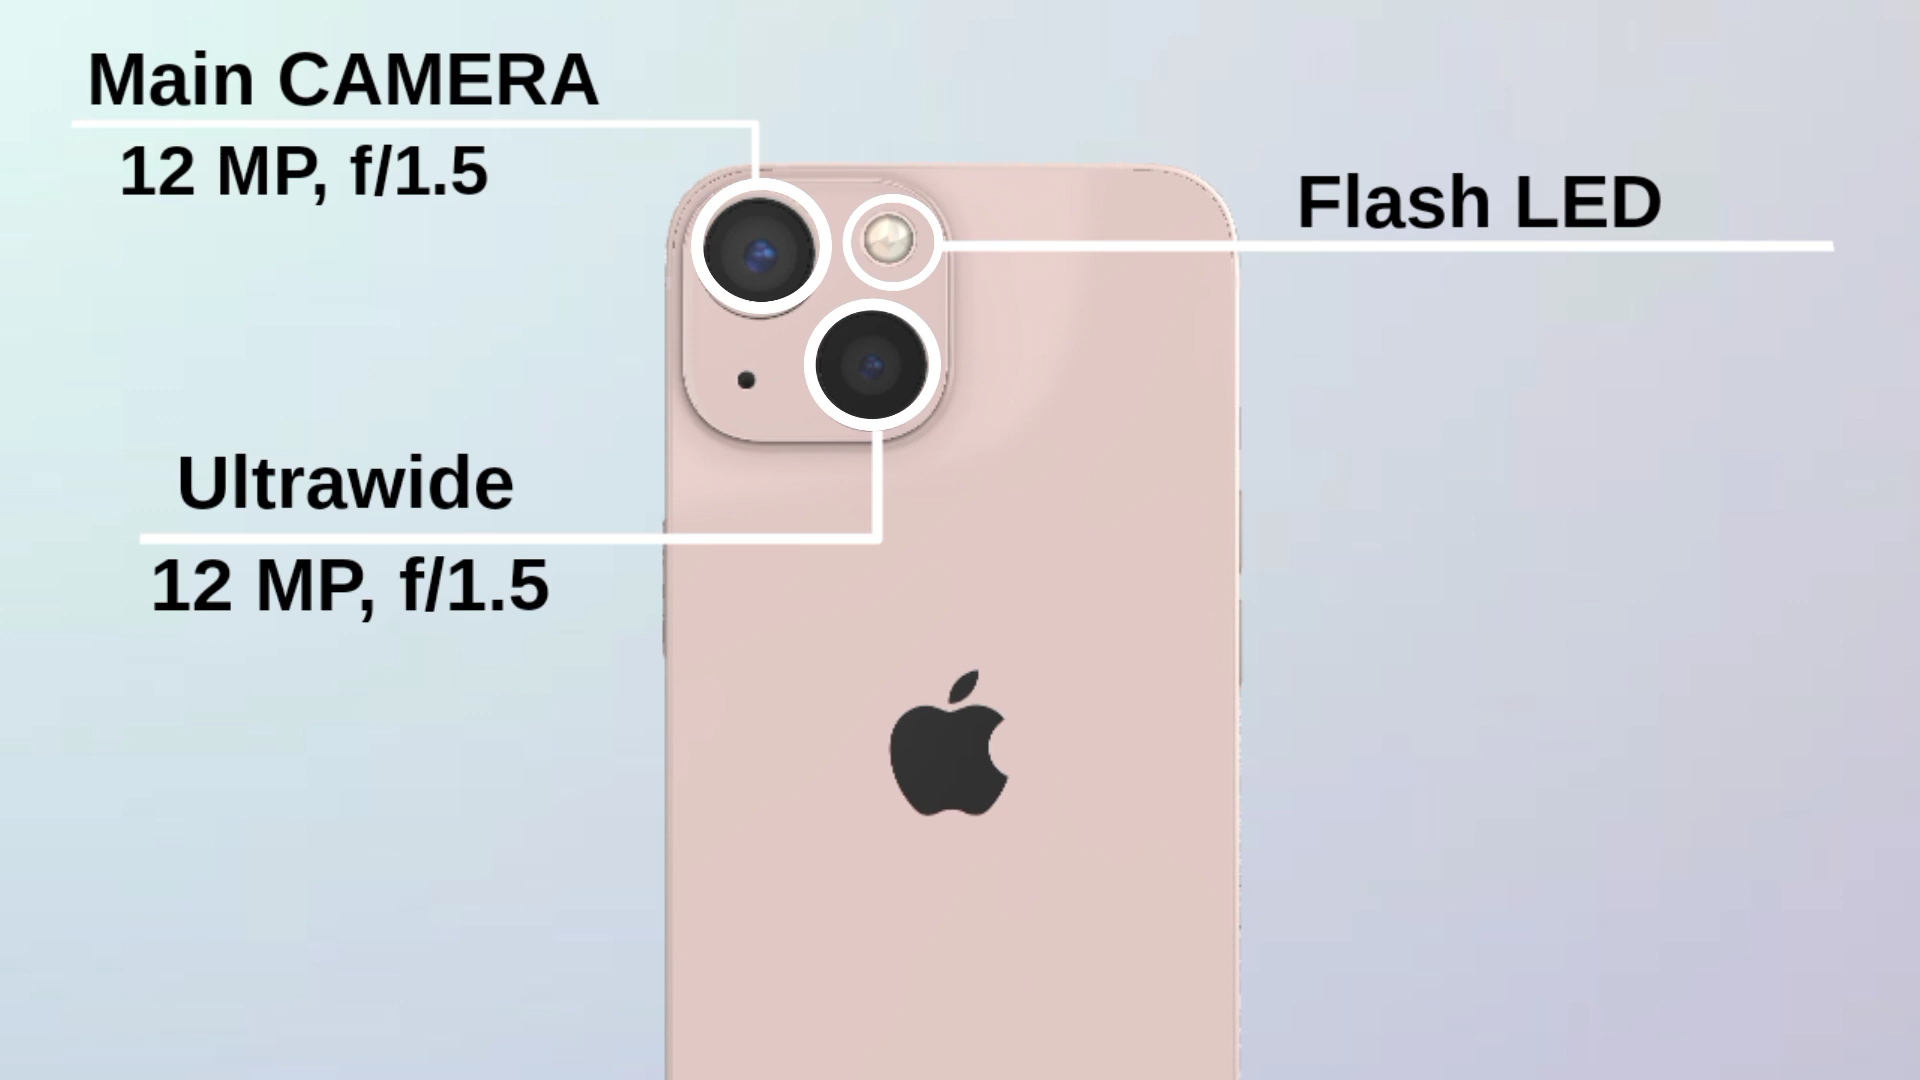 Main CAMERA
12 MP, f/1.5
Flash LED
Ultrawide
12 MP, f/1.5